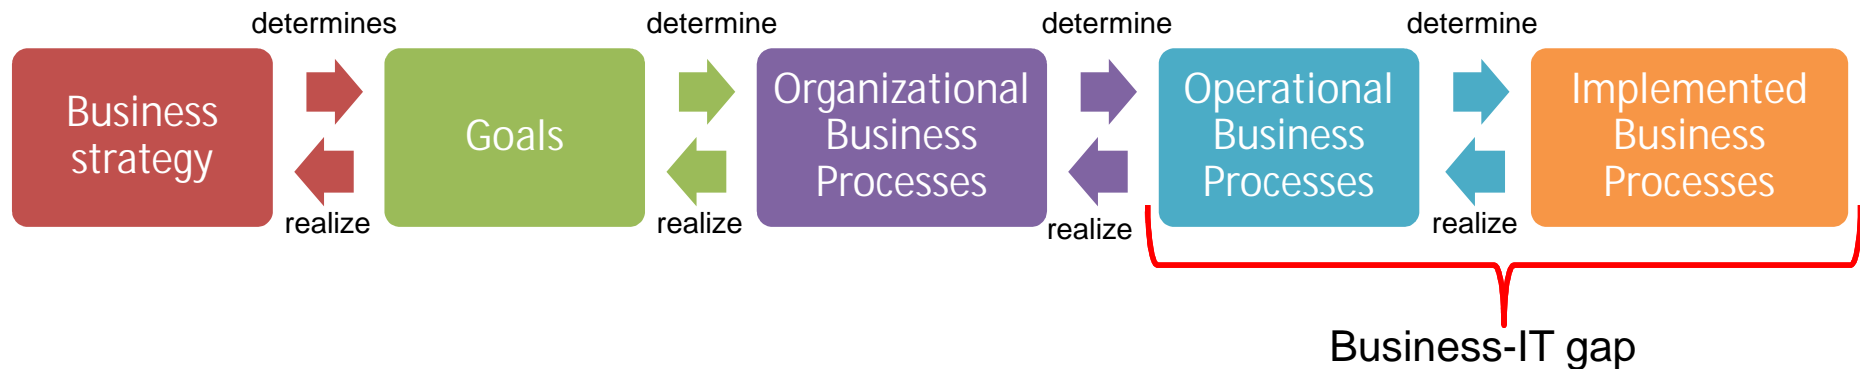 determines
determine
determine
determine
Business
strategy
Goals
Organizational
Business
Processes
Operational
Business
Processes
Implemented
Business
Processes
realize
realize
realize
realize
Business-IT gap